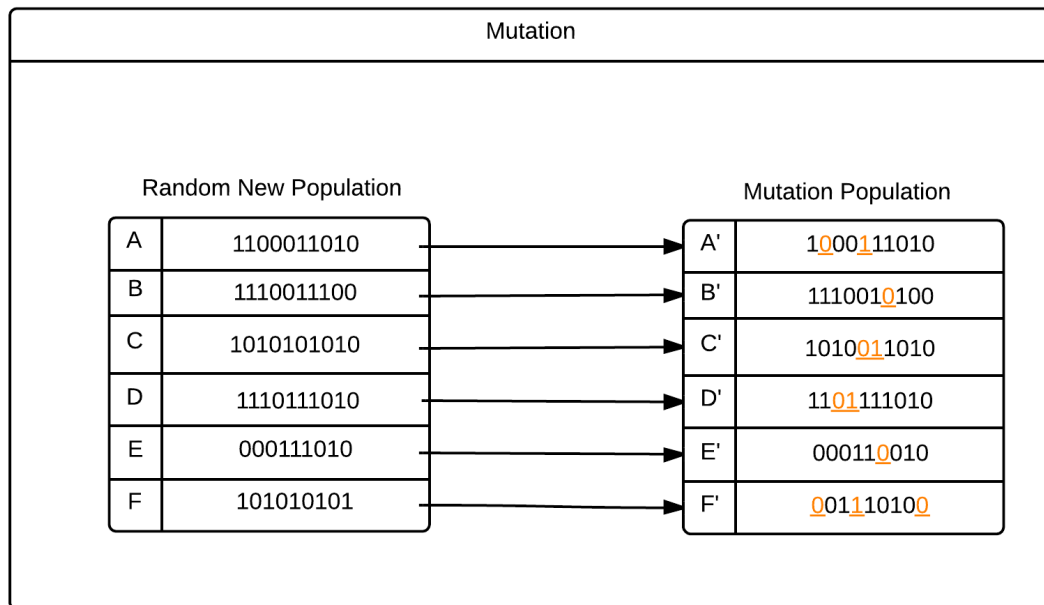 Mutation
Random New Population
Mutation Population
A 1100011010 A' 1000111010
B 1110011100 B' 1110010100
C 1010101010 C' 1010011010
D 1110111010 D' 1101111010
E 000111010 E' 000110010
F 101010101 F' 001110100